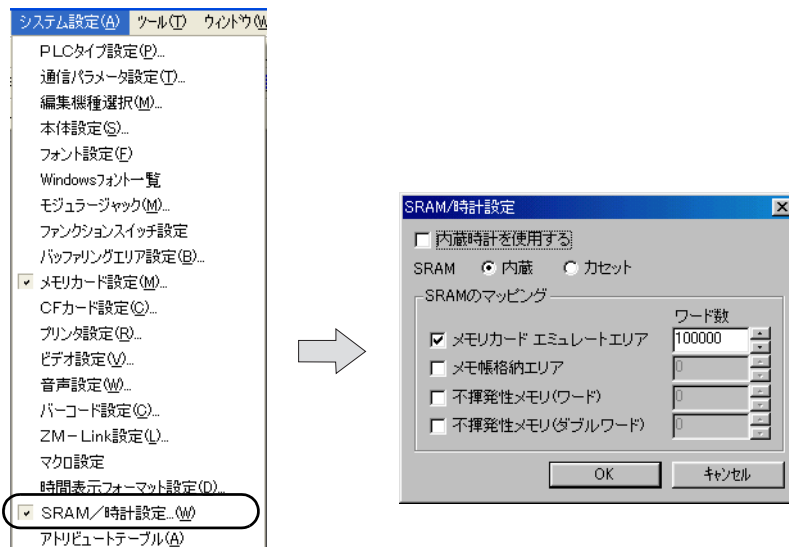 システム設定(A) ツール(T) ウィンドウ(W
PLCタイプ設定(P)...
通信パラメータ設定(T)...
編集機種選択(M)...
本体設定(S)...
フォント設定(F)
Windowsフォント一覧
モジュラージャック(M)...
ファンクションスイッチ設定
バッファリングエリア設定(B)...
メモリカード設定(M)...
CFカード設定(C)...
プリンタ設定(R)...
ビデオ設定(V)...
音声設定(W)...
バーコード設定(C)...
ZM-Link設定(L)...
マクロ設定
時間表示フォーマット設定(D)...
SRAM/時計設定...(W)
アトリビュートテーブル(A)
SRAM/時計設定
内蔵時計を使用する
SRAM 内蔵 カセット
SRAMのマッピング
ワード数
メモリカード エミュレートエリア 100000
メモ帳格納エリア 0
不揮発性メモリ(ワード) 0
不揮発性メモリ(ダブルワード) 0
OK キャンセル